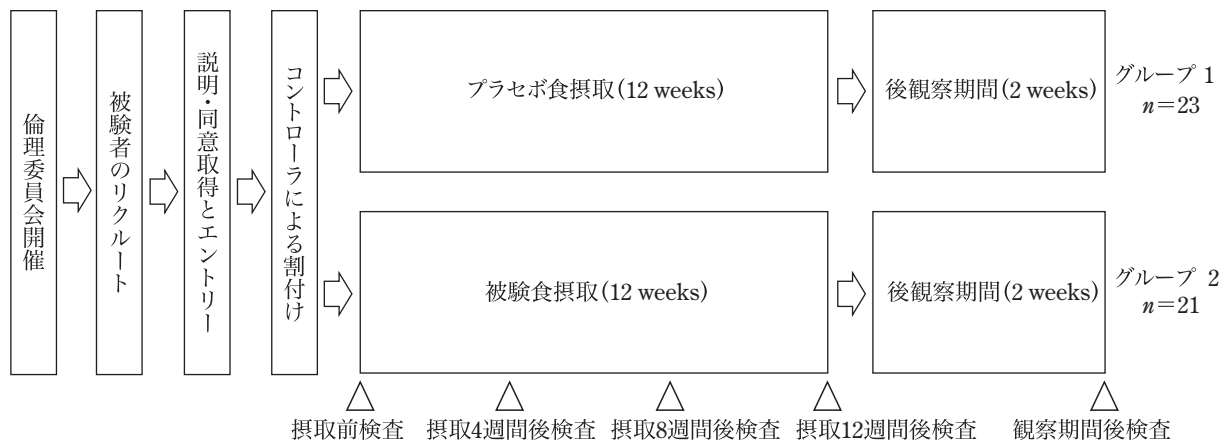 倫理委員会開催
被験者のリクルート
説明・同意取得とエントリー
コントローラによる割付け
プラセボ食摂取(12 weeks)
後観察期間(2 weeks)
グループ 1
n=23
被験食摂取(12 weeks)
後観察期間(2 weeks)
グループ 2
n=21
摂取前検査 摂取4週間後検査 摂取8週間後検査 摂取12週間後検査 観察期間後検査